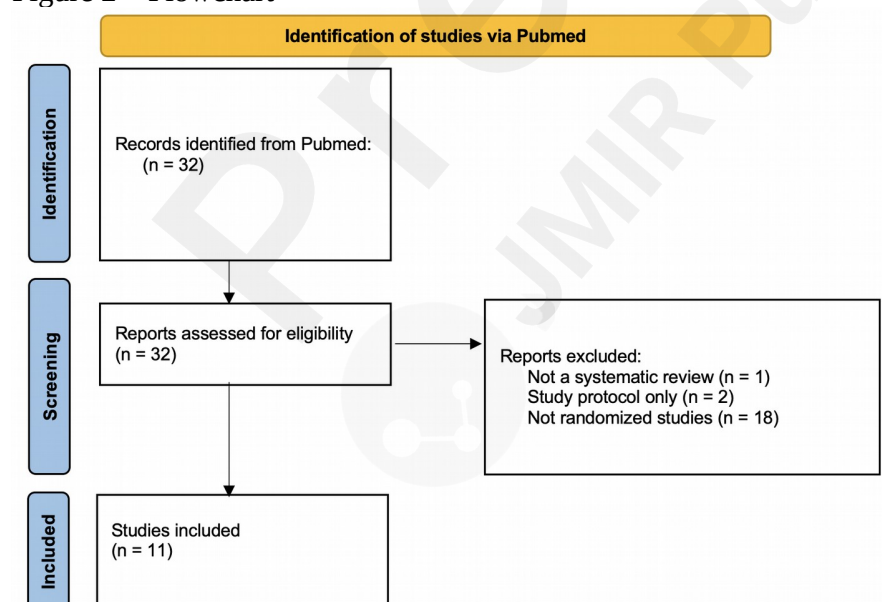 Identification of studies via Pubmed
Identification
Records identified from Pubmed:
(n = 32)
Screening
Reports assessed for eligibility
(n = 32)
Reports excluded:
Not a systematic review (n = 1)
Study protocol only (n = 2)
Not randomized studies (n = 18)
Included
Studies included
(n = 11)
JMIR